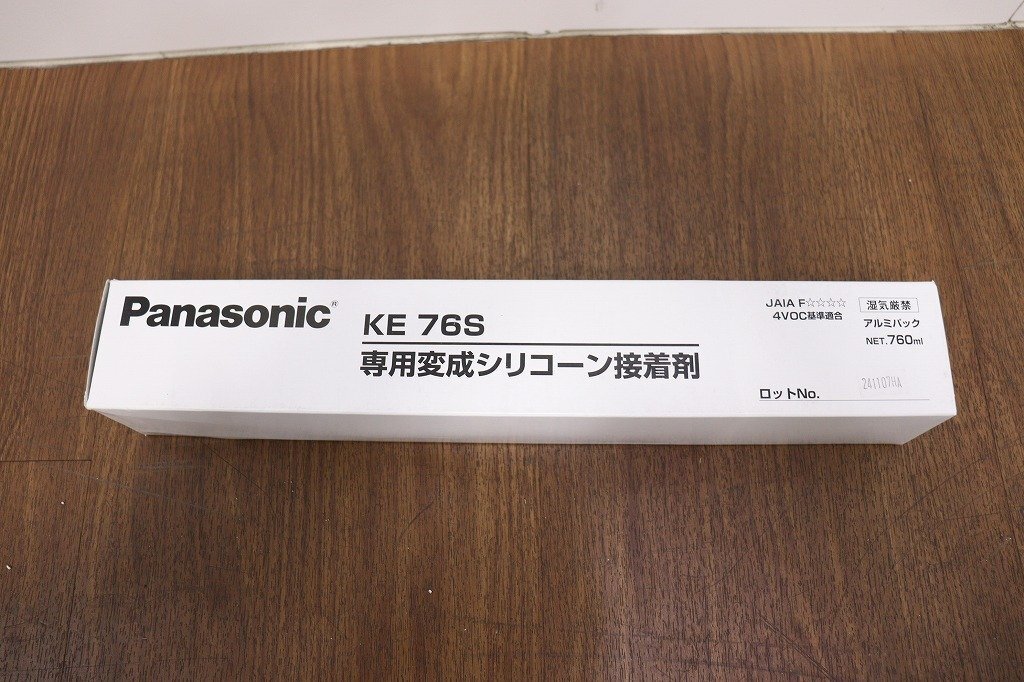 Panasonic®
KE 76S
専用変成シリコーン接着剤
JAIA F☆☆☆☆
4VOC基準適合
湿気厳禁
アルミパック
NET.760ml
ロットNo. 241107HA